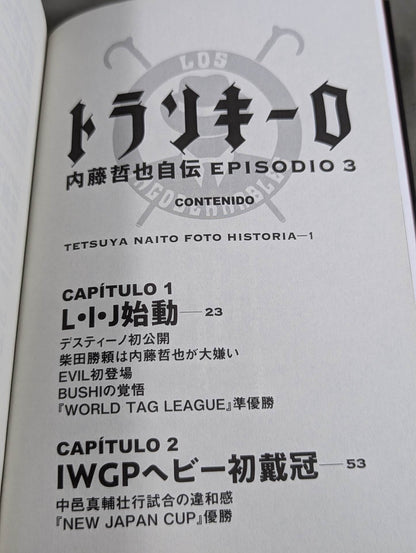 LOS
トランキーロ
内藤哲也自伝 EPISODIO 3
CONTENIDO
TETSUYA NAITO FOTO HISTORIA—1
CAPÍTULO 1
L・I・J始動—23
デスティーノ初公開
柴田勝頼は内藤哲也が大嫌い
EVIL初登場
BUSHIの覚悟
『WORLD TAG LEAGUE』準優勝
CAPÍTULO 2
IWGPヘビー初戴冠—53
中邑真輔壮行試合の違和感
『NEW JAPAN CUP』優勝